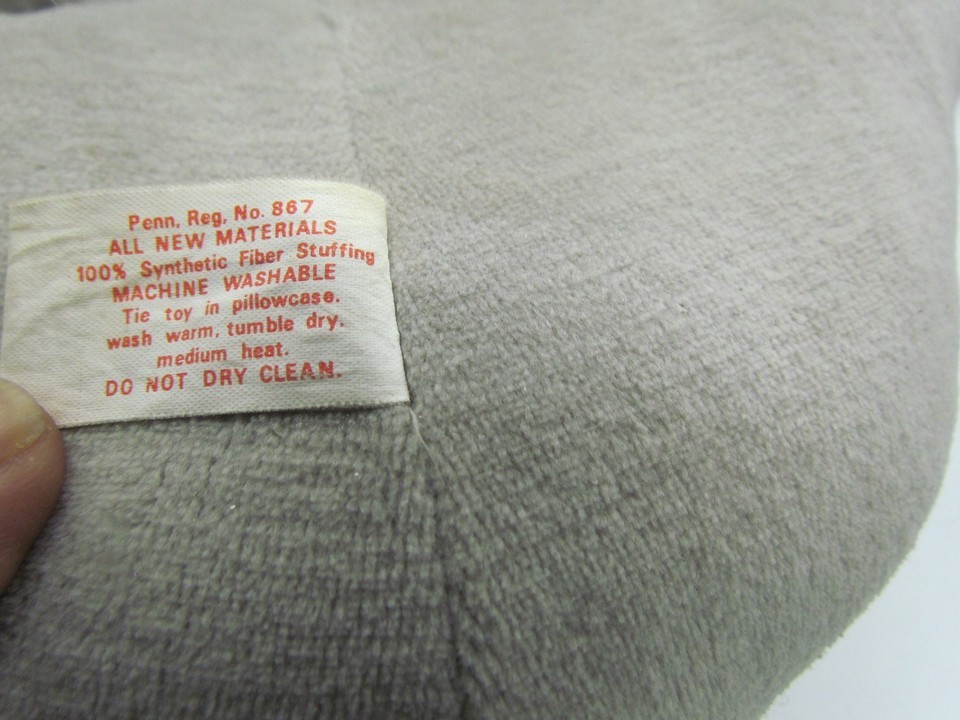 Penn, Reg, No. 867
ALL NEW MATERIALS
100% Synthetic Fiber Stuffing
MACHINE WASHABLE
Tie toy in pillowcase.
wash warm, tumble dry.
medium heat.
DO NOT DRY CLEAN.